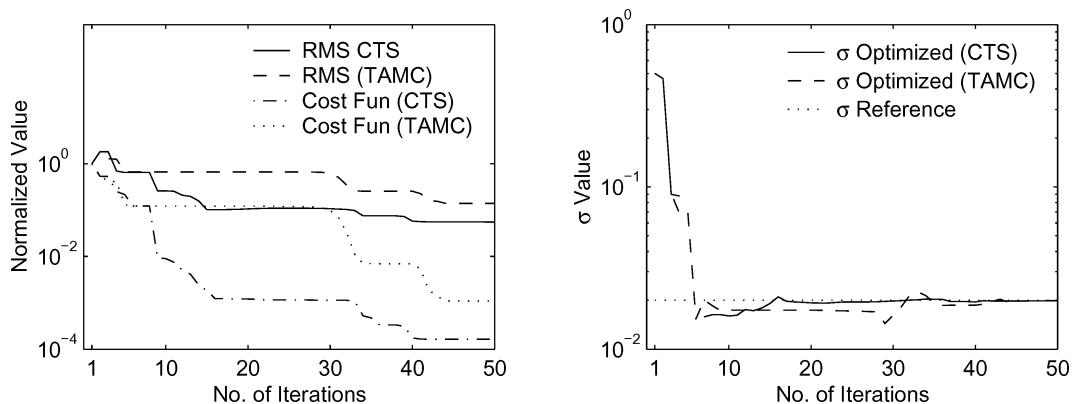 RMS CTS
RMS (TAMC)
Cost Fun (CTS)
Cost Fun (TAMC)
Normalized Value
10^0
10^-2
10^-4
1 10 20 30 40 50
No. of Iterations
σ Optimized (CTS)
σ Optimized (TAMC)
σ Reference
σ Value
10^0
10^-1
10^-2
1 10 20 30 40 50
No. of Iterations